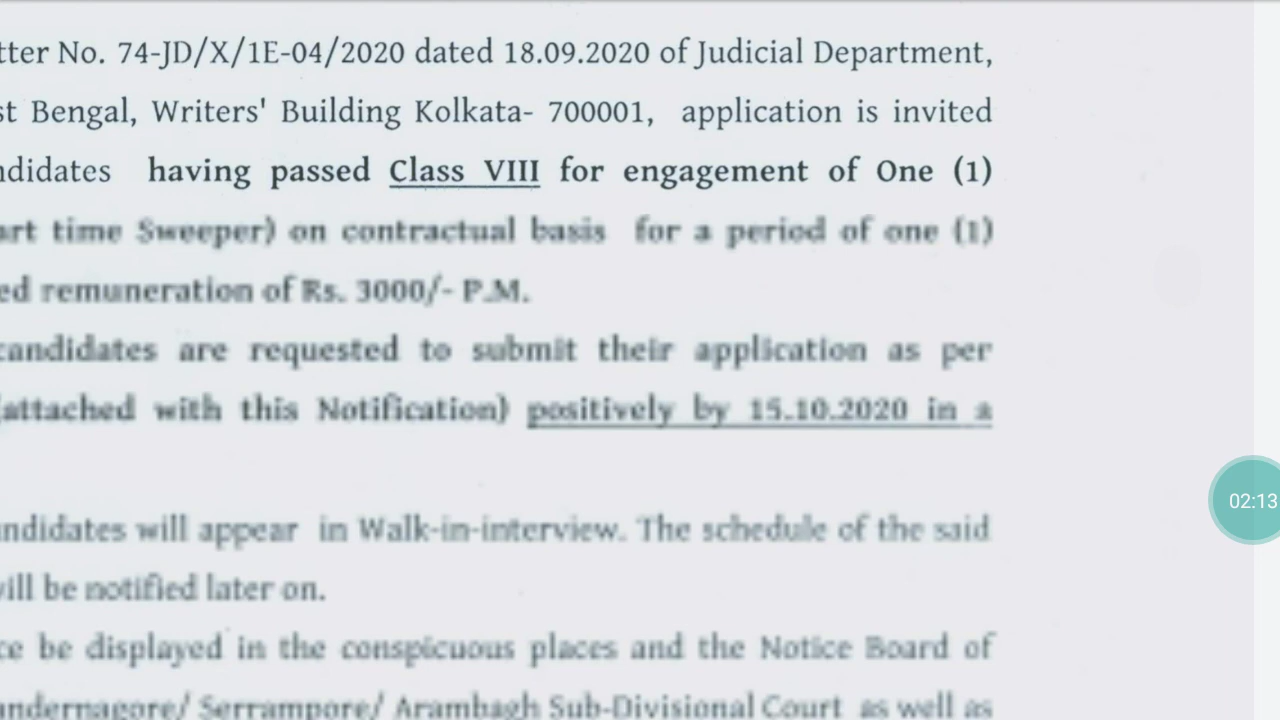 tter No. 74-JD/X/1E-04/2020 dated 18.09.2020 of Judicial Department,
st Bengal, Writers' Building Kolkata- 700001, application is invited
ndidates having passed Class VIII for engagement of One (1)
art time Sweeper) on contractual basis for a period of one (1)
ed remuneration of Rs. 3000/- P.M.
candidates are requested to submit their application as per
(attached with this Notification) positively by 15.10.2020 in a
ndidates will appear in Walk-in-interview. The schedule of the said
will be notified later on.
ce be displayed in the conspicuous places and the Notice Board of
andernagore/ Serrampore/ Arambagh Sub-Divisional Court as well as
02:13